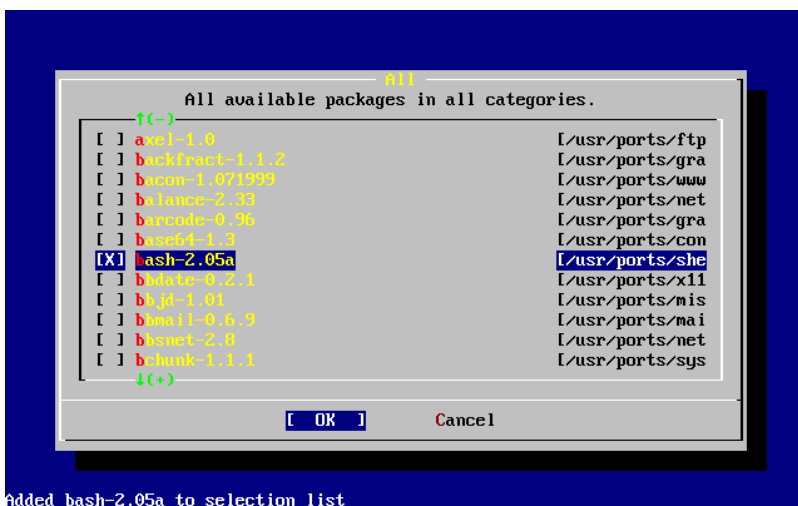 All
All available packages in all categories.
↑(-)
[ ] axel-1.0 [/usr/ports/ftp
[ ] backfract-1.1.2 [/usr/ports/gra
[ ] bacon-1.071999 [/usr/ports/www
[ ] balance-2.33 [/usr/ports/net
[ ] barcode-0.96 [/usr/ports/gra
[ ] base64-1.3 [/usr/ports/con
[X] bash-2.05a [/usr/ports/she
[ ] bbdate-0.2.1 [/usr/ports/x11
[ ] bbjd-1.01 [/usr/ports/mis
[ ] bbmail-0.6.9 [/usr/ports/mai
[ ] bbsnet-2.8 [/usr/ports/net
[ ] bchunk-1.1.1 [/usr/ports/sys
↓(+)
[ OK ] Cancel
Added bash-2.05a to selection list